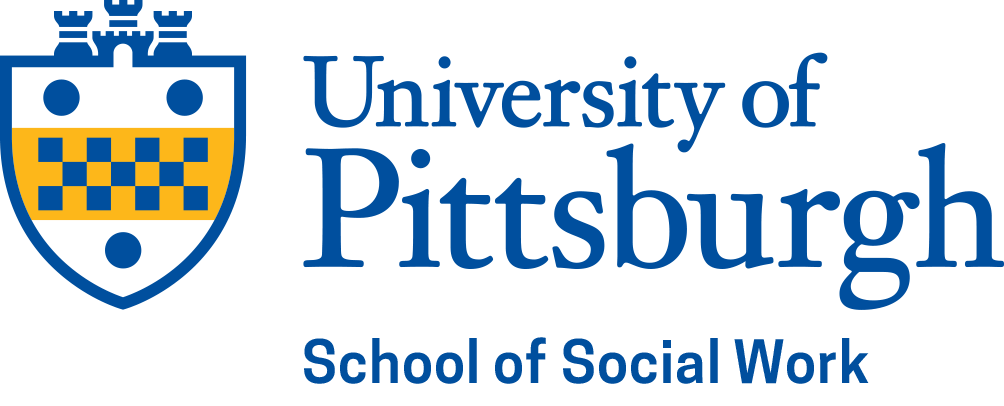 University of
Pittsburgh
School of Social Work